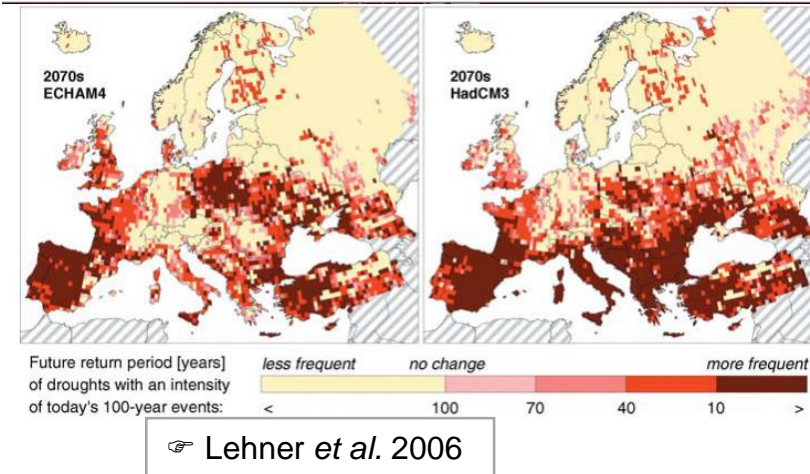 2070s
ECHAM4
2070s
HadCM3
Future return period [years]
of droughts with an intensity
of today's 100-year events:
less frequent no change more frequent
< 100 70 40 10 >
☞ Lehner et al. 2006